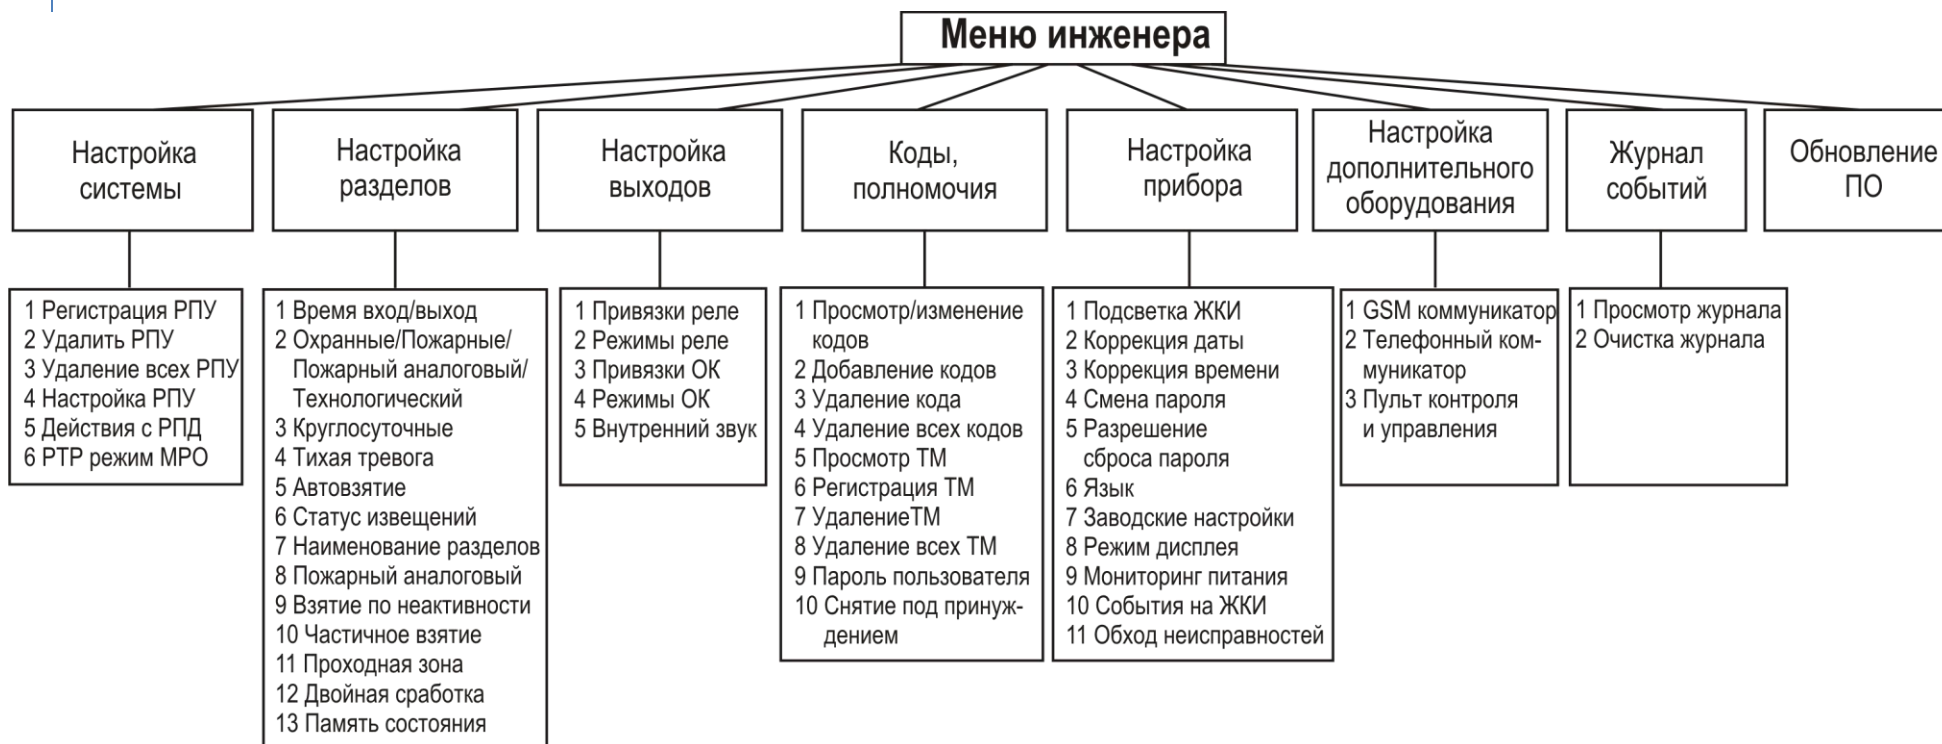 Меню инженера
Настройка
системы
Настройка
разделов
Настройка
выходов
Коды,
полномочия
Настройка
прибора
Настройка
дополнительного
оборудования
Журнал
событий
Обновление
ПО
1 Регистрация РПУ
2 Удалить РПУ
3 Удаление всех РПУ
4 Настройка РПУ
5 Действия с РПД
6 РТР режим МРО
1 Время вход/выход
2 Охранные/Пожарные/
Пожарный аналоговый/
Технологический
3 Круглосуточные
4 Тихая тревога
5 Автовзятие
6 Статус извещений
7 Наименование разделов
8 Пожарный аналоговый
9 Взятие по неактивности
10 Частичное взятие
11 Проходная зона
12 Двойная сработка
13 Память состояния
1 Привязки реле
2 Режимы реле
3 Привязки ОК
4 Режимы ОК
5 Внутренний звук
1 Просмотр/изменение
кодов
2 Добавление кодов
3 Удаление кода
4 Удаление всех кодов
5 Просмотр ТМ
6 Регистрация ТМ
7 УдалениеТМ
8 Удаление всех ТМ
9 Пароль пользователя
10 Снятие под принуж-
дением
1 Подсветка ЖКИ
2 Коррекция даты
3 Коррекция времени
4 Смена пароля
5 Разрешение
сброса пароля
6 Язык
7 Заводские настройки
8 Режим дисплея
9 Мониторинг питания
10 События на ЖКИ
11 Обход неисправностей
1 GSM коммуникатор
2 Телефонный ком-
муникатор
3 Пульт контроля
и управления
1 Просмотр журнала
2 Очистка журнала